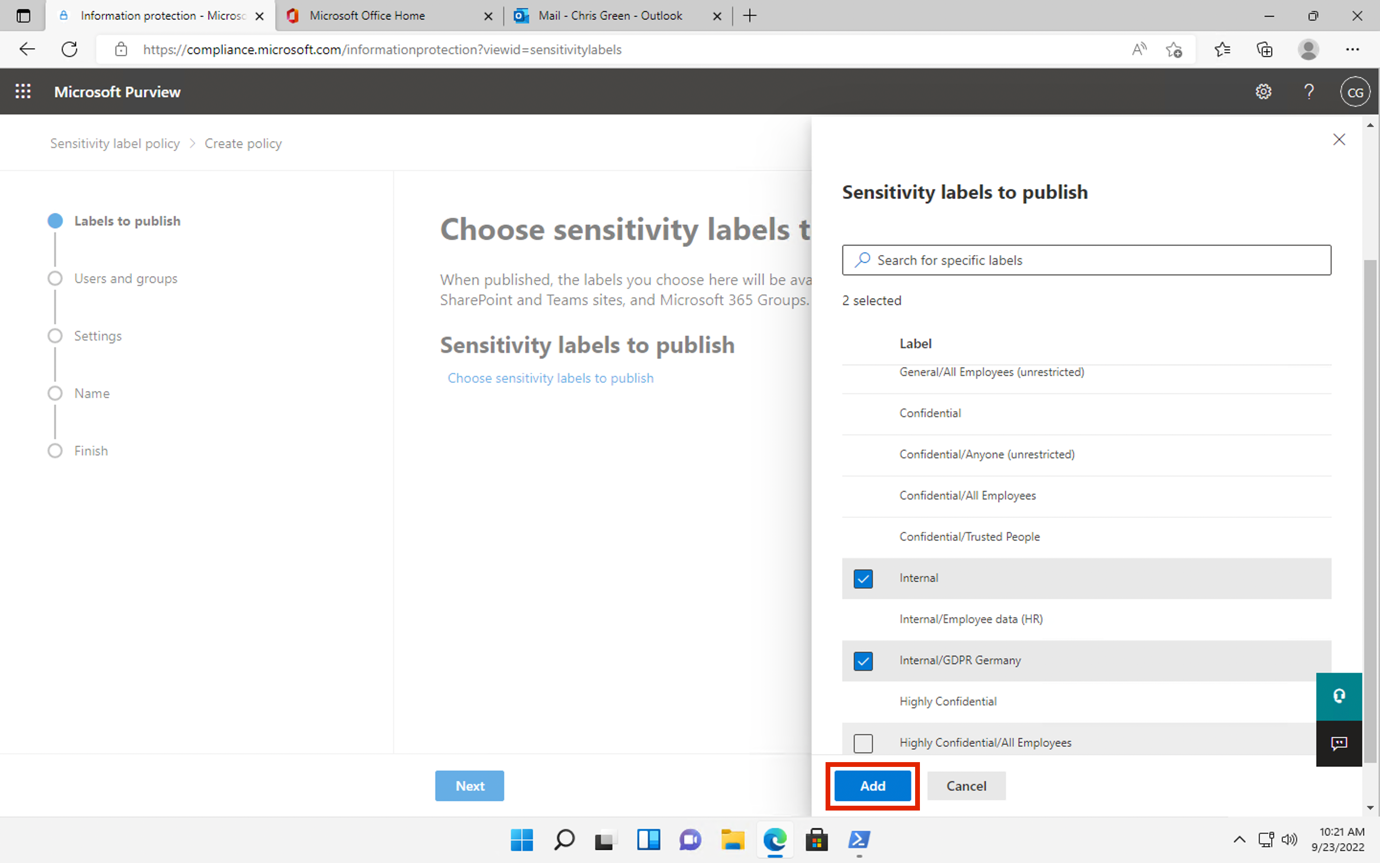 Information protection - Micros
Microsoft Office Home
Mail - Chris Green - Outlook
https://compliance.microsoft.com/informationprotection?viewid=sensitivitylabels
Microsoft Purview
CG
Sensitivity label policy > Create policy
Labels to publish
Users and groups
Settings
Name
Finish
Choose sensitivity labels t
When published, the labels you choose here will be ava
SharePoint and Teams sites, and Microsoft 365 Groups.
Sensitivity labels to publish
Choose sensitivity labels to publish
Next
Sensitivity labels to publish
Search for specific labels
2 selected
Label
General/All Employees (unrestricted)
Confidential
Confidential/Anyone (unrestricted)
Confidential/All Employees
Confidential/Trusted People
Internal
Internal/Employee data (HR)
Internal/GDPR Germany
Highly Confidential
Highly Confidential/All Employees
Add
Cancel
10:21 AM
9/23/2022